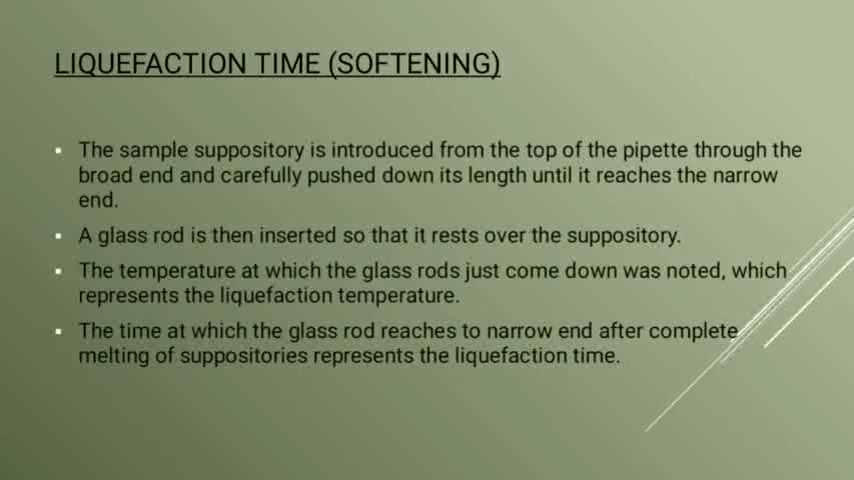 LIQUEFACTION TIME (SOFTENING)
▪ The sample suppository is introduced from the top of the pipette through the
broad end and carefully pushed down its length until it reaches the narrow
end.
▪ A glass rod is then inserted so that it rests over the suppository.
▪ The temperature at which the glass rods just come down was noted, which
represents the liquefaction temperature.
▪ The time at which the glass rod reaches to narrow end after complete
melting of suppositories represents the liquefaction time.